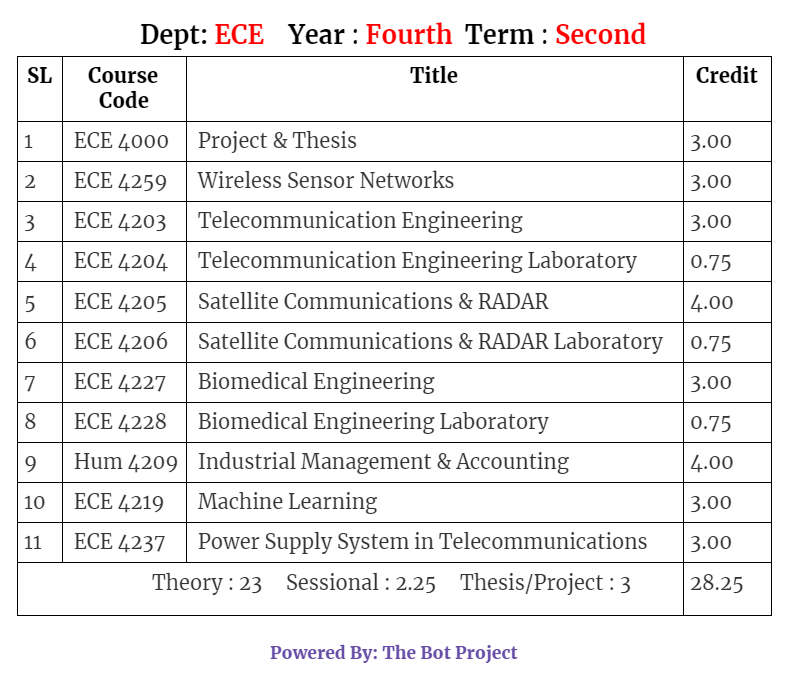 Dept: ECE Year : Fourth Term : Second
SL Course Code Title Credit
1 ECE 4000 Project & Thesis 3.00
2 ECE 4259 Wireless Sensor Networks 3.00
3 ECE 4203 Telecommunication Engineering 3.00
4 ECE 4204 Telecommunication Engineering Laboratory 0.75
5 ECE 4205 Satellite Communications & RADAR 4.00
6 ECE 4206 Satellite Communications & RADAR Laboratory 0.75
7 ECE 4227 Biomedical Engineering 3.00
8 ECE 4228 Biomedical Engineering Laboratory 0.75
9 Hum 4209 Industrial Management & Accounting 4.00
10 ECE 4219 Machine Learning 3.00
11 ECE 4237 Power Supply System in Telecommunications 3.00
Theory : 23 Sessional : 2.25 Thesis/Project : 3 28.25
Powered By: The Bot Project